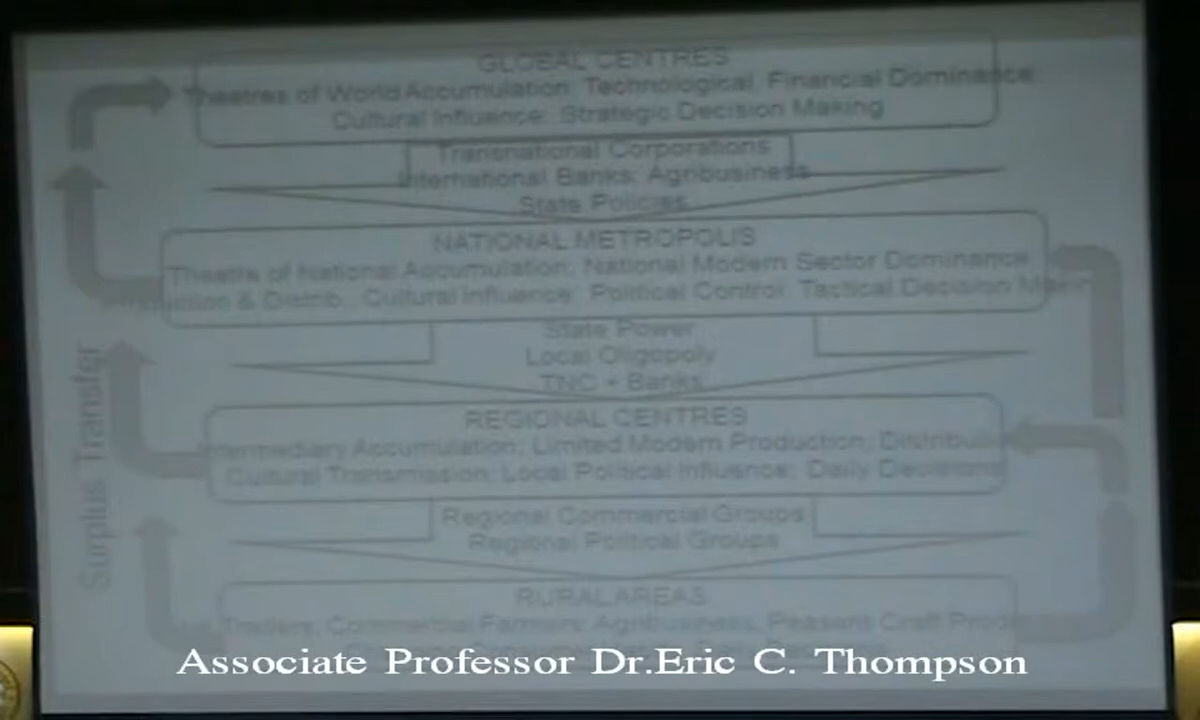 GLOBAL CENTRES
Theatres of World Accumulation: Technological, Financial Dominance:
Cultural Influence: Strategic Decision Making
Transnational Corporations
International Banks; Agribusiness
State Policies
NATIONAL METROPOLIS
Theatre of National Accumulation; National Modern Sector Dominance
& Distrib.; Cultural Influence: Political Control: Tactical Decision
State Power
Local Oligopoly
TNC + Banks
REGIONAL CENTRES
Intermediary Accumulation; Limited Modern Production; Distribution
Cultural Transmission: Local Political Influence; Daily Decisions
Regional Commercial Groups
Regional Political Groups
RURAL AREAS
Traders; Commercial Farmers; Agribusiness; Peasant Craft
Surplus Transfer
Associate Professor Dr.Eric C. Thompson